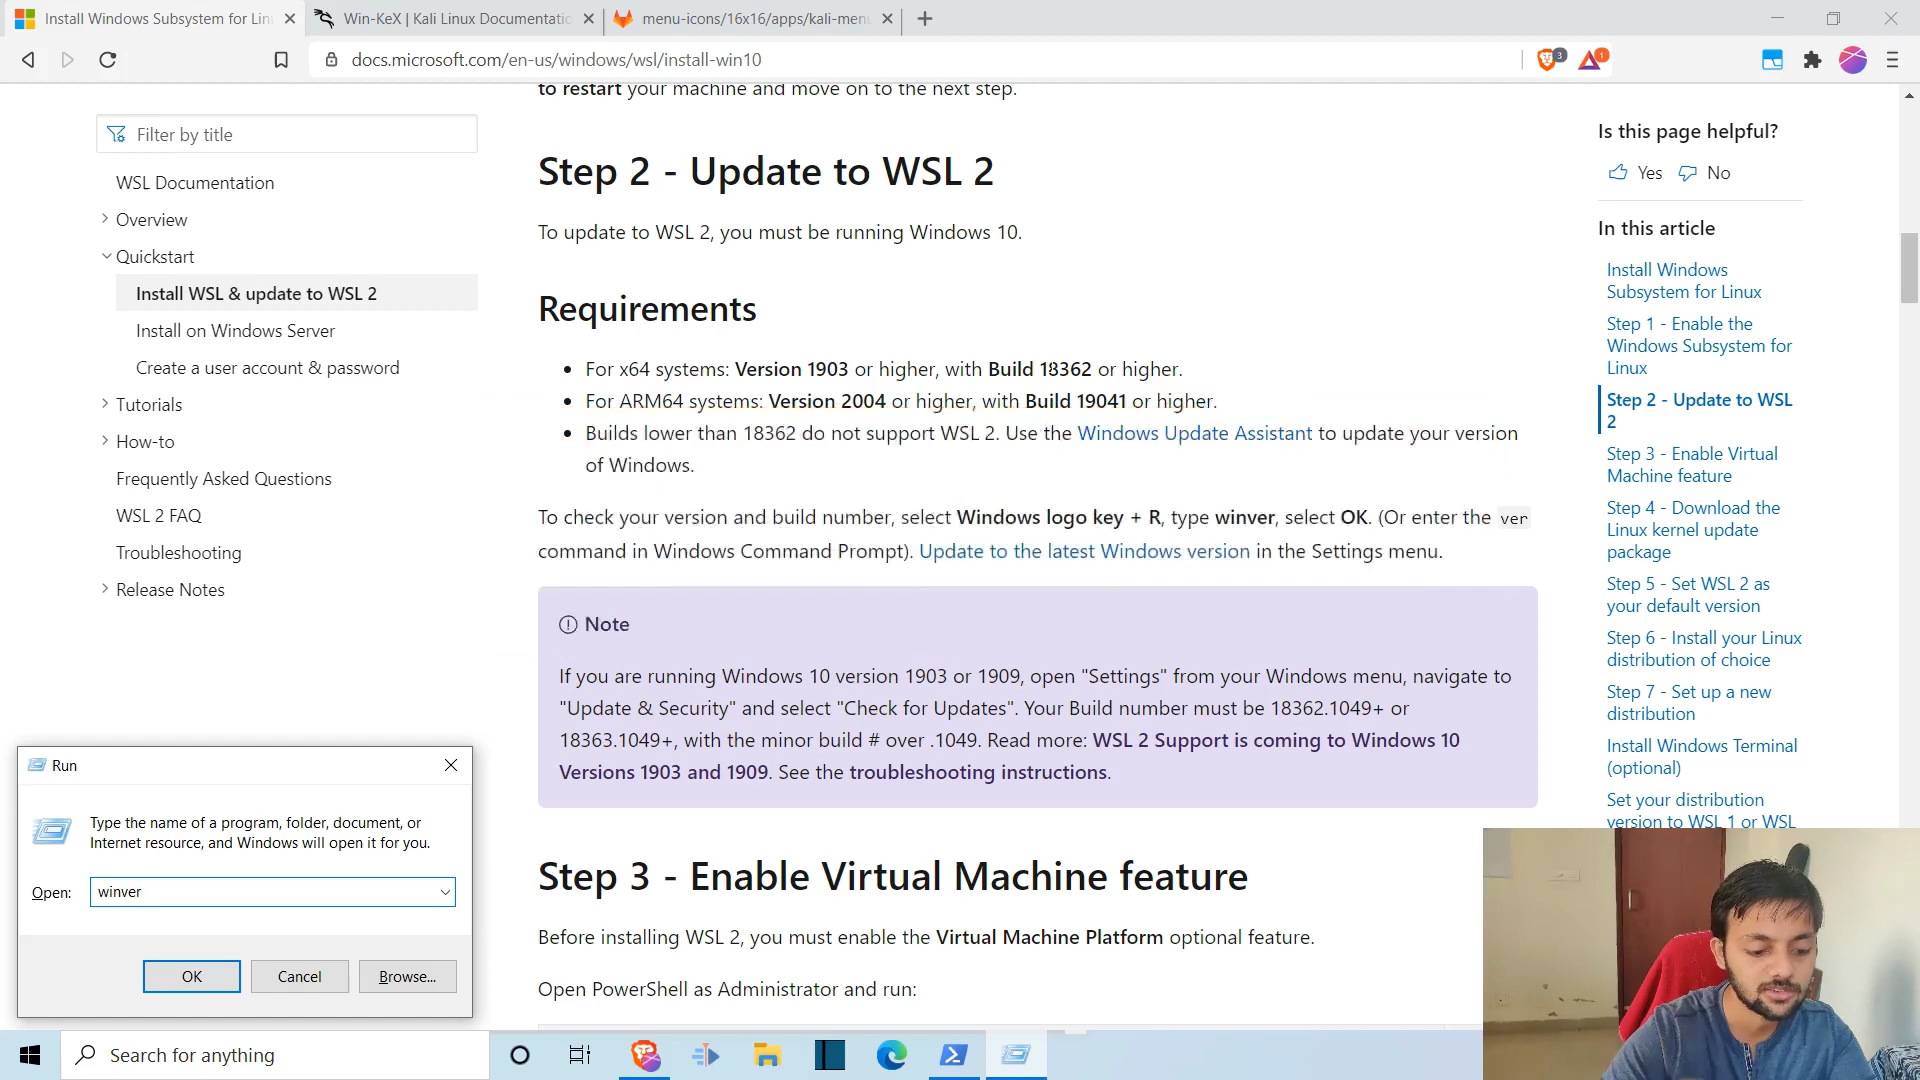 Install Windows Subsystem for Lin
Win-KeX | Kali Linux Documentatio
menu-icons/16x16/apps/kali-menu
docs.microsoft.com/en-us/windows/wsl/install-win10
3
1
Filter by title
WSL Documentation
Overview
Quickstart
Install WSL & update to WSL 2
Install on Windows Server
Create a user account & password
Tutorials
How-to
Frequently Asked Questions
WSL 2 FAQ
Troubleshooting
Release Notes
to restart your machine and move on to the next step.
Step 2 - Update to WSL 2
To update to WSL 2, you must be running Windows 10.
Requirements
• For x64 systems: Version 1903 or higher, with Build 18362 or higher.
• For ARM64 systems: Version 2004 or higher, with Build 19041 or higher.
• Builds lower than 18362 do not support WSL 2. Use the Windows Update Assistant to update your version
of Windows.
To check your version and build number, select Windows logo key + R, type winver, select OK. (Or enter the ver
command in Windows Command Prompt). Update to the latest Windows version in the Settings menu.
Note
If you are running Windows 10 version 1903 or 1909, open "Settings" from your Windows menu, navigate to
"Update & Security" and select "Check for Updates". Your Build number must be 18362.1049+ or
18363.1049+, with the minor build # over .1049. Read more: WSL 2 Support is coming to Windows 10
Versions 1903 and 1909. See the troubleshooting instructions.
Step 3 - Enable Virtual Machine feature
Before installing WSL 2, you must enable the Virtual Machine Platform optional feature.
Open PowerShell as Administrator and run:
Is this page helpful?
Yes No
In this article
Install Windows
Subsystem for Linux
Step 1 - Enable the
Windows Subsystem for
Linux
Step 2 - Update to WSL
2
Step 3 - Enable Virtual
Machine feature
Step 4 - Download the
Linux kernel update
package
Step 5 - Set WSL 2 as
your default version
Step 6 - Install your Linux
distribution of choice
Step 7 - Set up a new
distribution
Install Windows Terminal
(optional)
Set your distribution
version to WSL 1 or WSL
Run
Type the name of a program, folder, document, or
Internet resource, and Windows will open it for you.
Open: winver
OK Cancel Browse...
Search for anything